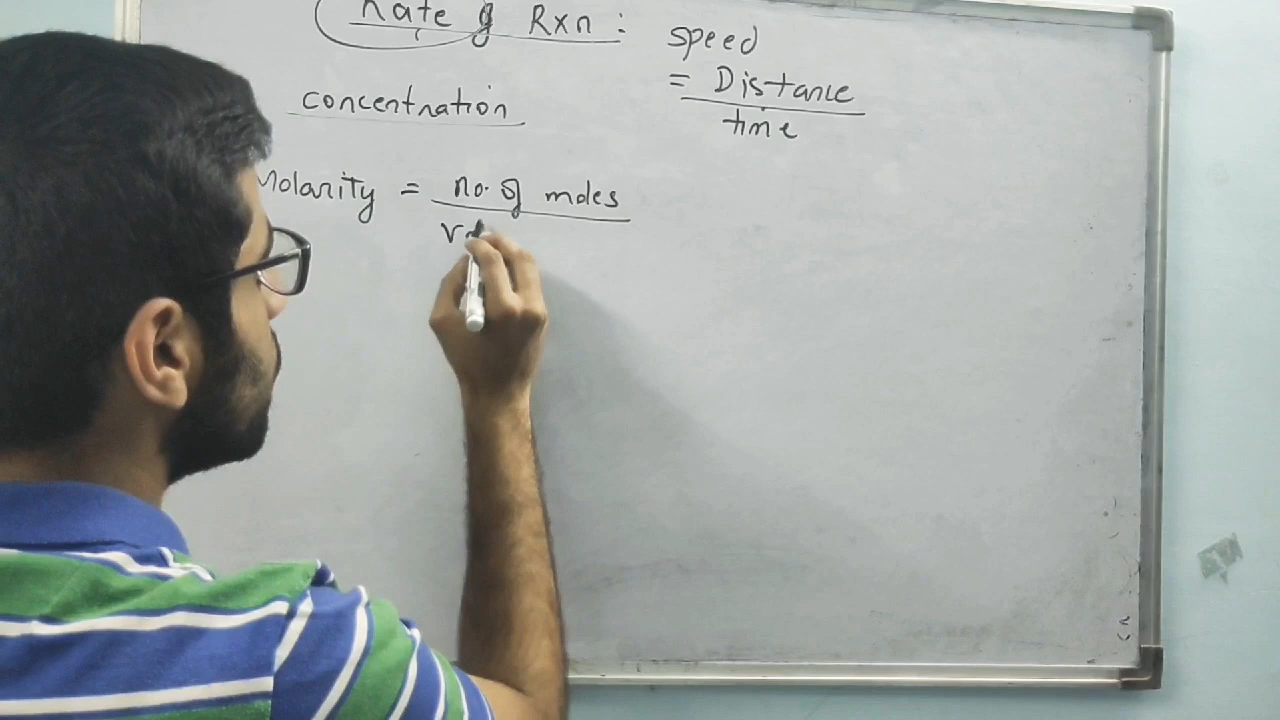 Rate of Rxn :
speed
= Distance
time
concentration
Molarity = no. of moles